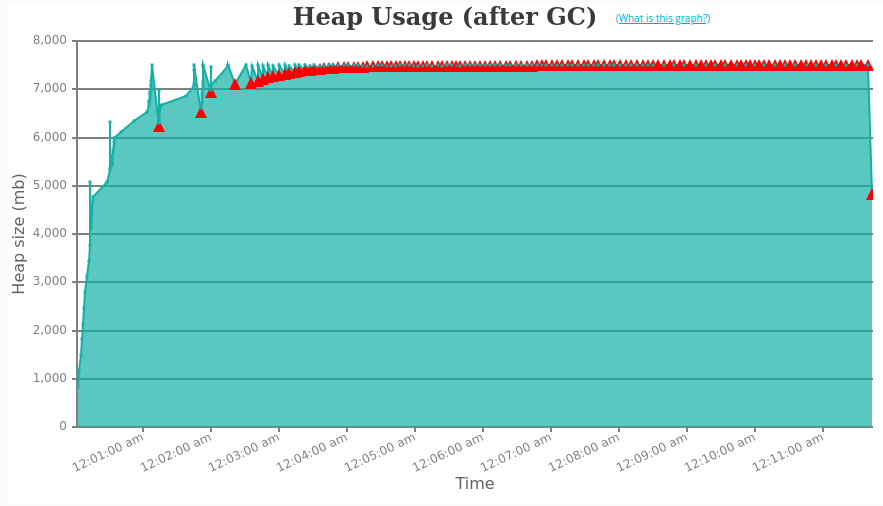 Heap Usage (after GC) (What is this graph?)
8,000
7,000
6,000
5,000
4,000
3,000
2,000
1,000
0
Heap size (mb)
12:01:00 am
12:02:00 am
12:03:00 am
12:04:00 am
12:05:00 am
12:06:00 am
12:07:00 am
12:08:00 am
12:09:00 am
12:10:00 am
12:11:00 am
Time